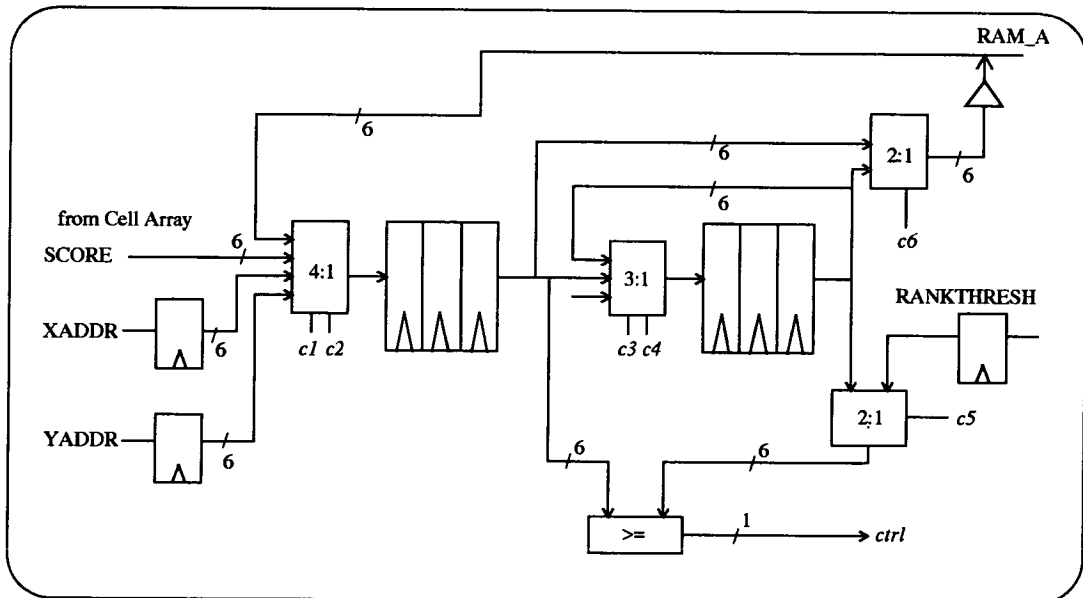 RAM_A
6
6
2:1
6
6
c6
from Cell Array
SCORE
6
4:1
3:1
RANKTHRESH
XADDR
6
c1 c2
c3 c4
YADDR
6
2:1
c5
6
6
>=
1
ctrl